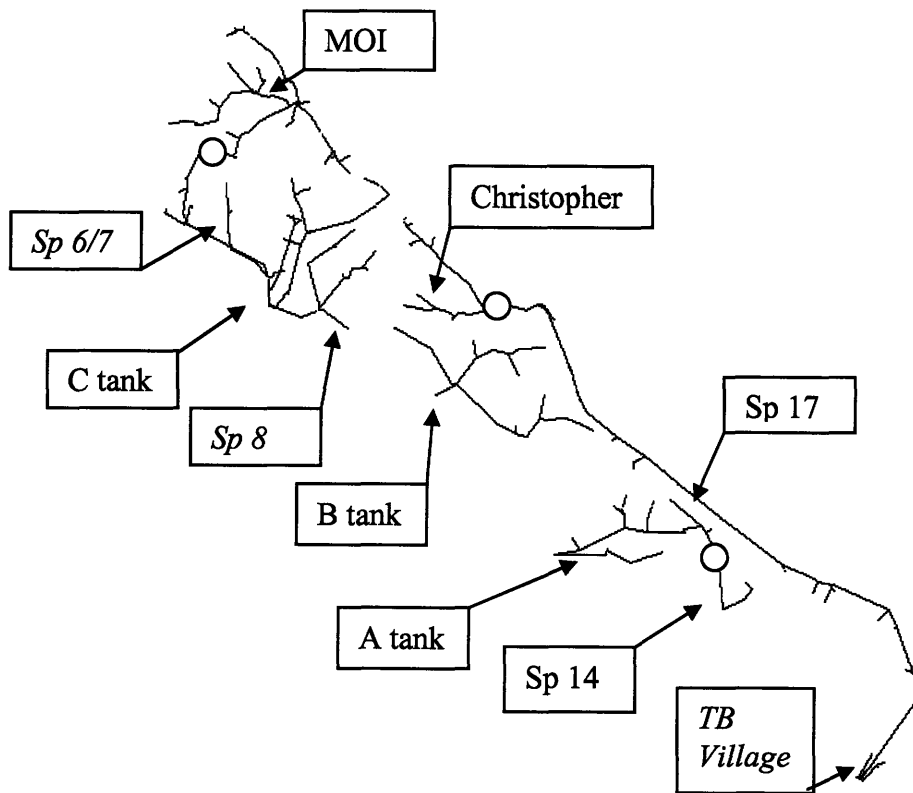 MOI
Christopher
Sp 6/7
C tank
Sp 8
Sp 17
B tank
A tank
Sp 14
TB
Village